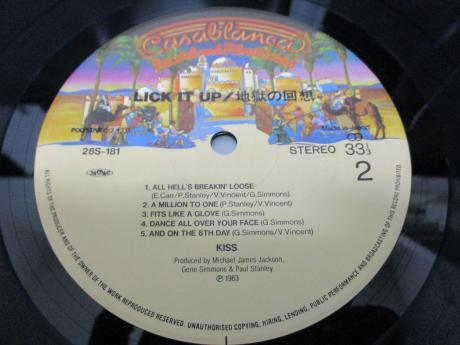 Casablanca
Record and FilmWorks
LICK IT UP/地獄の回想
28S-181
STEREO 33⅓
2
1. ALL HELL'S BREAKIN' LOOSE
(E.Carr/P.Stanley/V.Vincent/G.Simmons)
2. A MILLION TO ONE (P.Stanley/V.Vincent)
3. FITS LIKE A GLOVE (G.Simmons)
4. DANCE ALL OVER YOUR FACE (G.Simmons)
5. AND ON THE 8TH DAY (G.Simmons/V.Vincent)
KISS
Produced by Michael James Jackson,
Gene Simmons & Paul Stanley
℗ 1983
ALL RIGHTS OF THE PRODUCER AND OF THE OWNER OF THE WORK REPRODUCED RESERVED. UNAUTHORISED COPYING, HIRING, LENDING, PUBLIC PERFORMANCE AND BROADCASTING OF THIS RECORD PROHIBITED